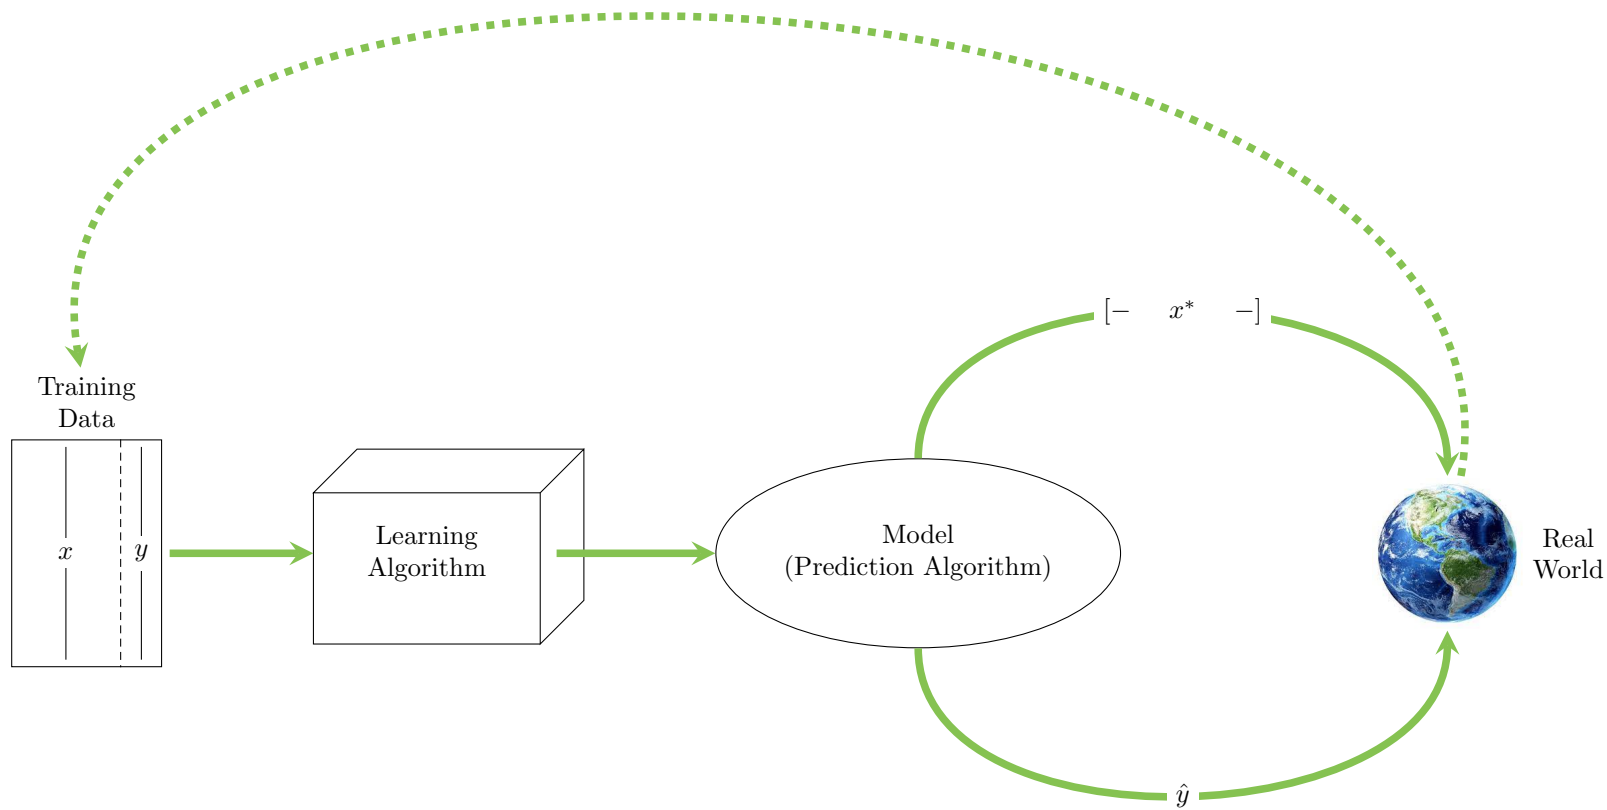 [− x* −]
Training
Data
x
y
Learning
Algorithm
Model
(Prediction Algorithm)
Real
World
ŷ